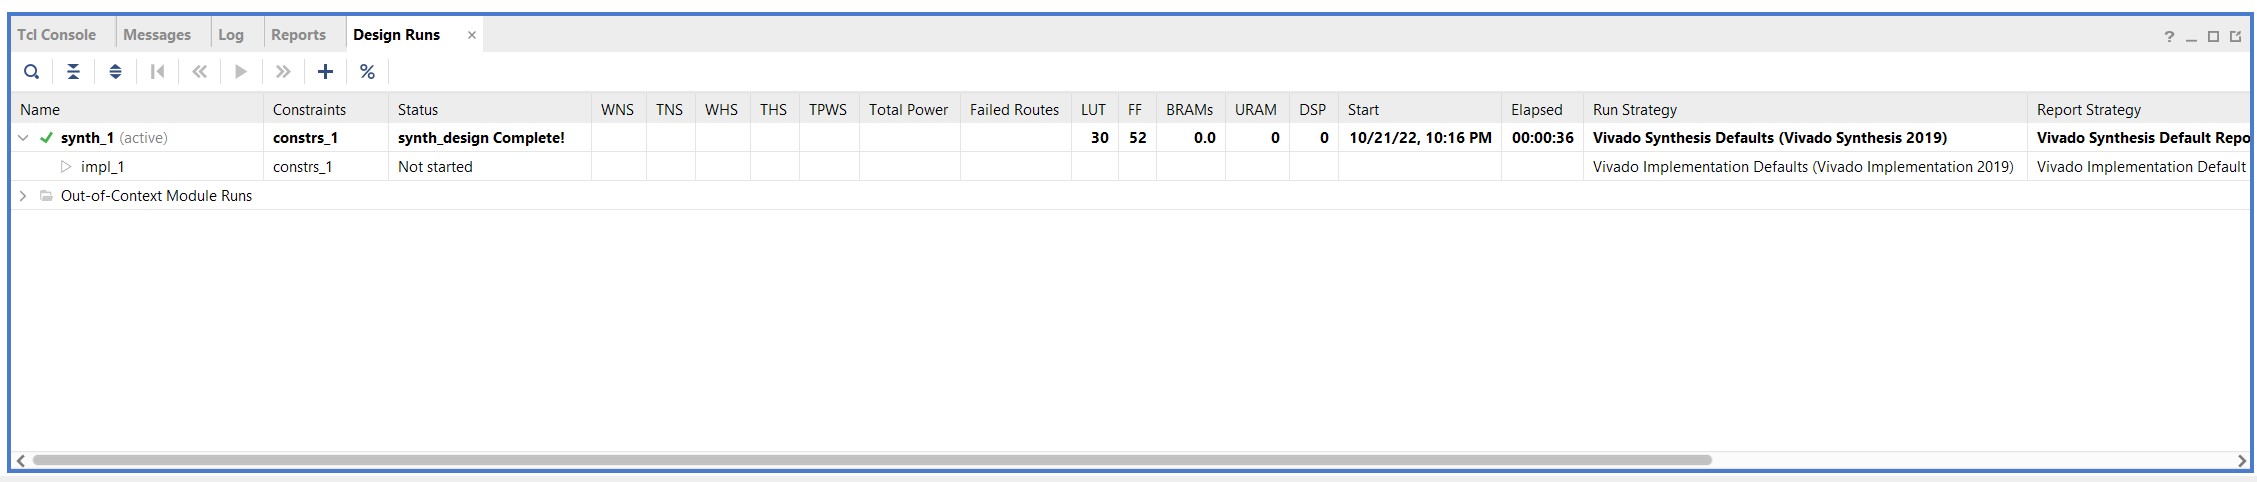 Tcl Console Messages Log Reports Design Runs ×
? _
%
Name Constraints Status WNS TNS WHS THS TPWS Total Power Failed Routes LUT FF BRAMs URAM DSP Start Elapsed Run Strategy Report Strategy
synth_1 (active) constrs_1 synth_design Complete! 30 52 0.0 0 0 10/21/22, 10:16 PM 00:00:36 Vivado Synthesis Defaults (Vivado Synthesis 2019) Vivado Synthesis Default Repo
impl_1 constrs_1 Not started Vivado Implementation Defaults (Vivado Implementation 2019) Vivado Implementation Default
Out-of-Context Module Runs